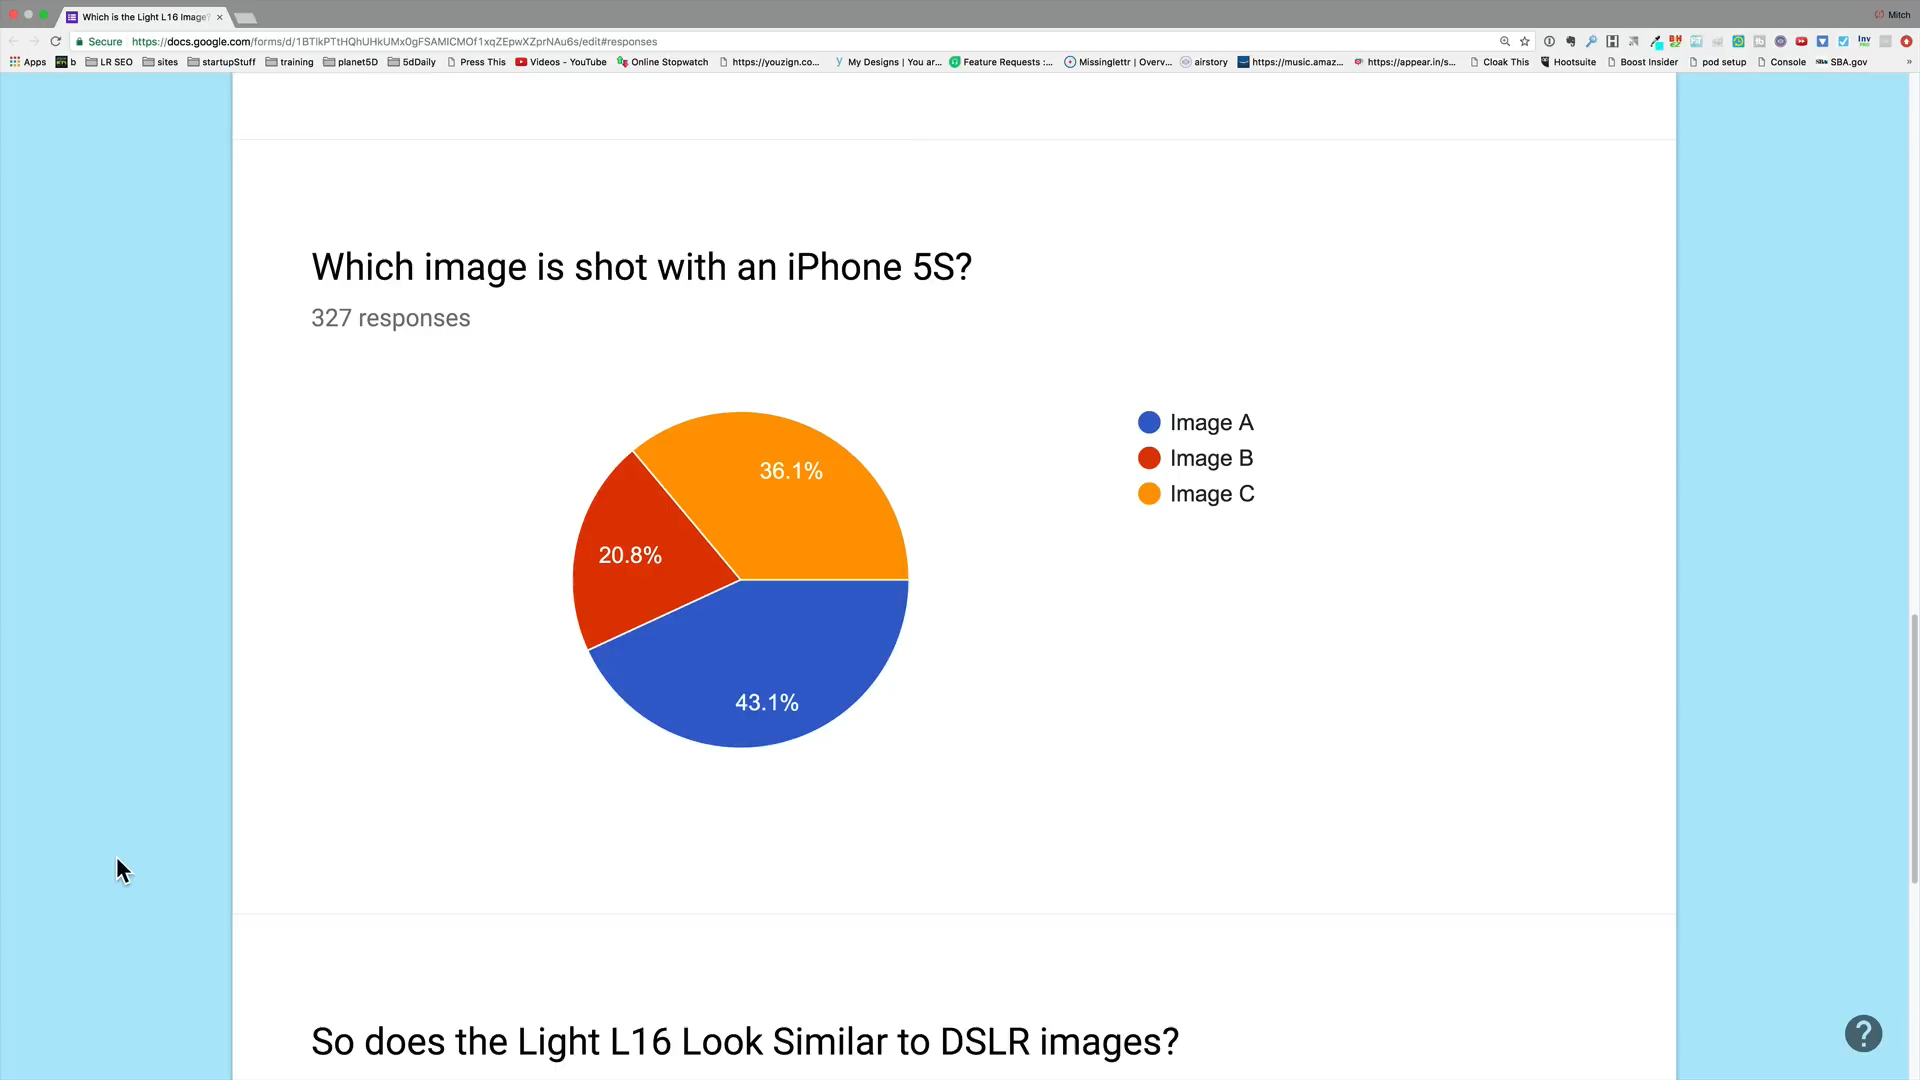 Which is the Light L16 Image?
Mitch
Secure https://docs.google.com/forms/d/1BTlkPTtHQhUHkUMx0gFSAMICMOf1xqZEpwXZprNAu6s/edit#responses
Apps b LR SEO sites startupStuff training planet5D 5dDaily Press This Videos - YouTube Online Stopwatch https://youzign.co... My Designs | You ar... Feature Requests :... Missinglettr | Overv... airstory https://music.amaz... https://appear.in/s... Cloak This Hootsuite Boost Insider pod setup Console SBA.gov »
Which image is shot with an iPhone 5S?
327 responses
Image A
Image B
Image C
36.1%
20.8%
43.1%
So does the Light L16 Look Similar to DSLR images?